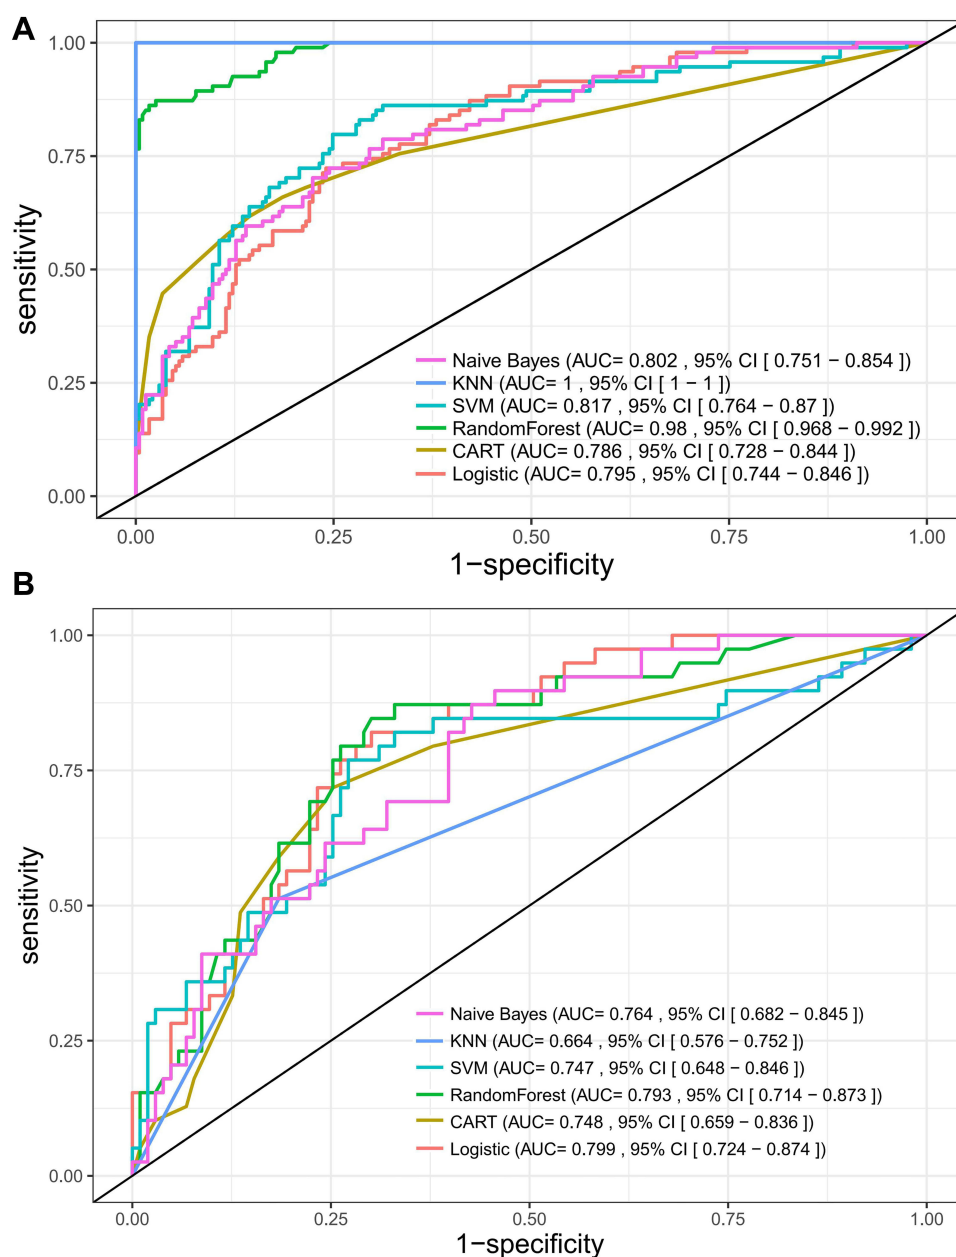 A
1.00
0.75
0.50
0.25
0.00
sensitivity
Naive Bayes (AUC= 0.802 , 95% CI [ 0.751 − 0.854 ])
KNN (AUC= 1 , 95% CI [ 1 − 1 ])
SVM (AUC= 0.817 , 95% CI [ 0.764 − 0.87 ])
RandomForest (AUC= 0.98 , 95% CI [ 0.968 − 0.992 ])
CART (AUC= 0.786 , 95% CI [ 0.728 − 0.844 ])
Logistic (AUC= 0.795 , 95% CI [ 0.744 − 0.846 ])
0.00 0.25 0.50 0.75 1.00
1−specificity
B
1.00
0.75
0.50
0.25
0.00
sensitivity
Naive Bayes (AUC= 0.764 , 95% CI [ 0.682 − 0.845 ])
KNN (AUC= 0.664 , 95% CI [ 0.576 − 0.752 ])
SVM (AUC= 0.747 , 95% CI [ 0.648 − 0.846 ])
RandomForest (AUC= 0.793 , 95% CI [ 0.714 − 0.873 ])
CART (AUC= 0.748 , 95% CI [ 0.659 − 0.836 ])
Logistic (AUC= 0.799 , 95% CI [ 0.724 − 0.874 ])
0.00 0.25 0.50 0.75 1.00
1−specificity